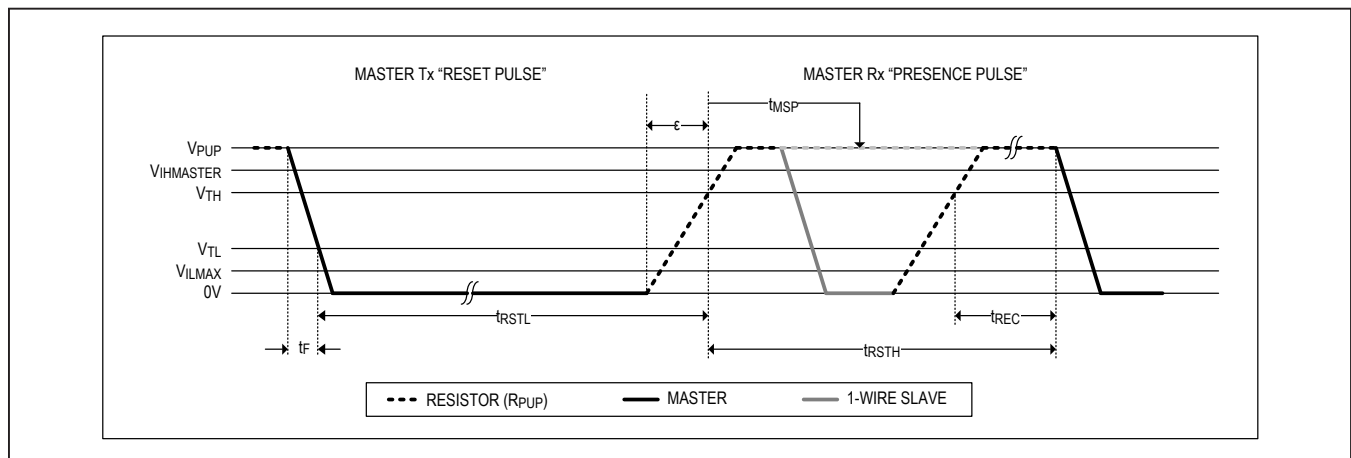 MASTER Tx “RESET PULSE”
MASTER Rx “PRESENCE PULSE”
ε
tMSP
VPUP
VIHMASTER
VTH
VTL
VILMAX
0V
tRSTL
tREC
tF
tRSTH
RESISTOR (RPUP)
MASTER
1-WIRE SLAVE